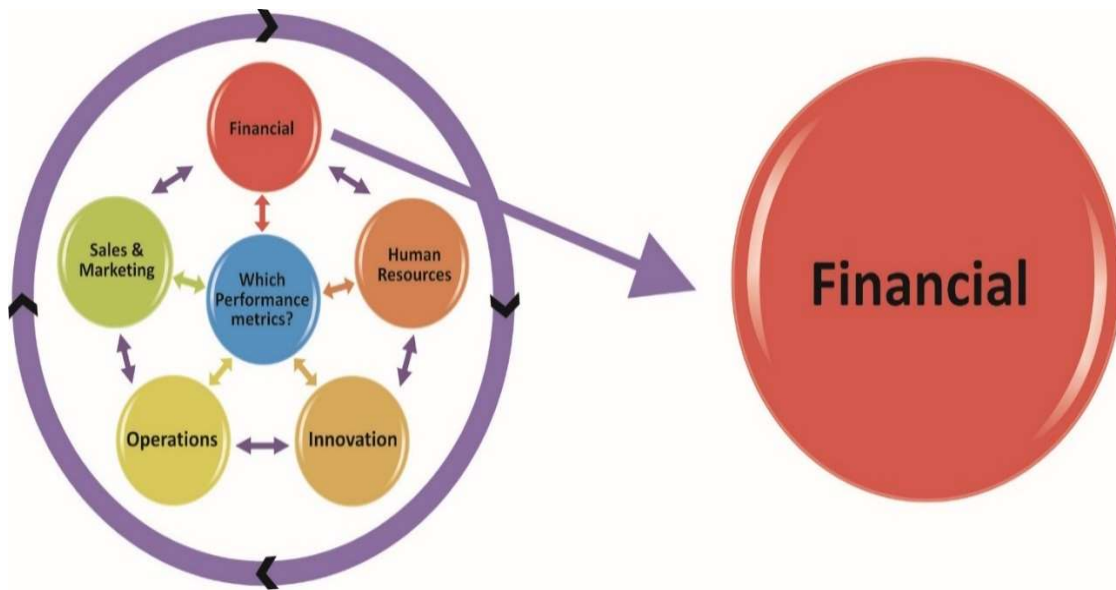 Financial
Sales &
Marketing
Human
Resources
Which
Performance
metrics?
Operations
Innovation
Financial